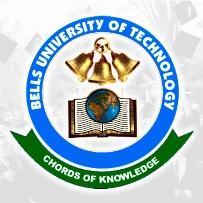 BELLS UNIVERSITY OF TECHNOLOGY
CHORDS OF KNOWLEDGE